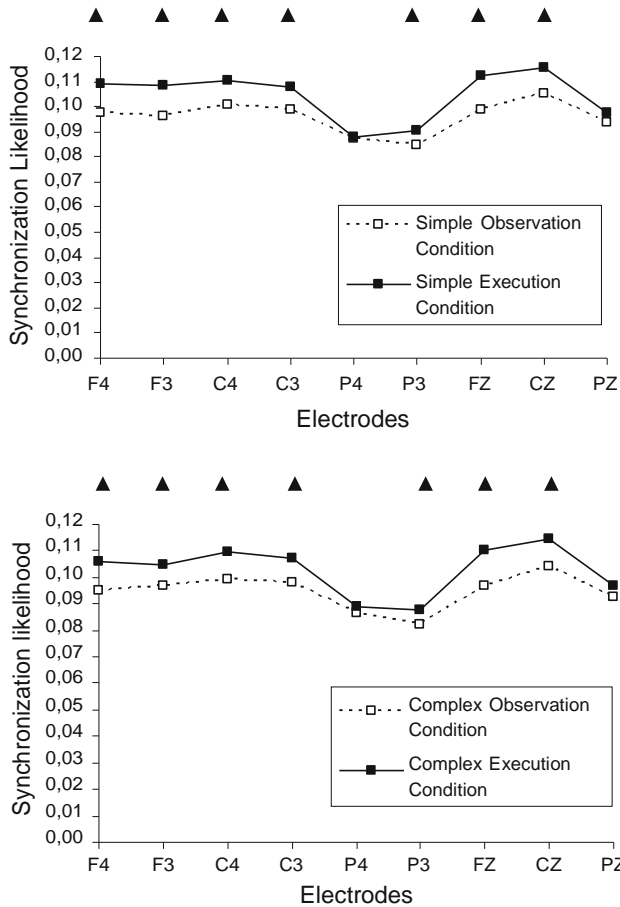 0,12
0,11
0,10
0,09
0,08
0,07
0,06
0,05
0,04
0,03
0,02
0,01
0,00
Synchronization Likelihood
Simple Observation
Condition
Simple Execution
Condition
F4 F3 C4 C3 P4 P3 FZ CZ PZ
Electrodes
0,12
0,11
0,10
0,09
0,08
0,07
0,06
0,05
0,04
0,03
0,02
0,01
0,00
Synchronization likelihood
Complex Observation
Condition
Complex Execution
Condition
F4 F3 C4 C3 P4 P3 FZ CZ PZ
Electrodes